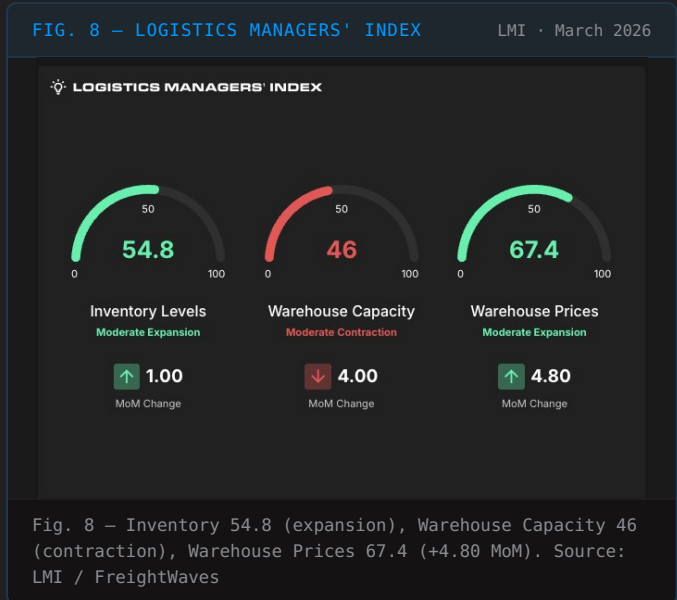 FIG. 8 — LOGISTICS MANAGERS' INDEX
LMI · March 2026
LOGISTICS MANAGERS' INDEX
50
54.8
0
100
Inventory Levels
Moderate Expansion
↑ 1.00
MoM Change
50
46
0
100
Warehouse Capacity
Moderate Contraction
↓ 4.00
MoM Change
50
67.4
0
100
Warehouse Prices
Moderate Expansion
↑ 4.80
MoM Change
Fig. 8 — Inventory 54.8 (expansion), Warehouse Capacity 46
(contraction), Warehouse Prices 67.4 (+4.80 MoM). Source:
LMI / FreightWaves